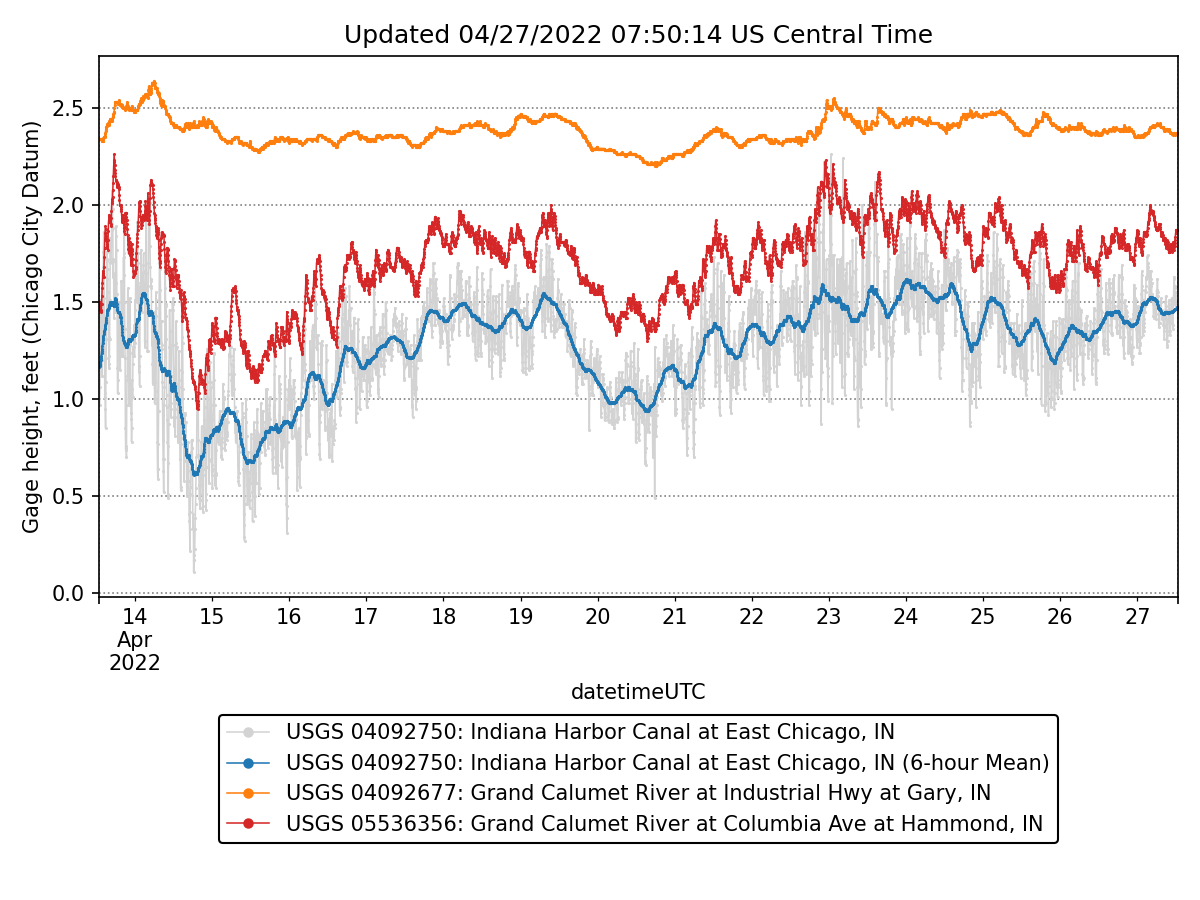 Updated 04/27/2022 07:50:14 US Central Time
Gage height, feet (Chicago City Datum)
2.5
2.0
1.5
1.0
0.5
0.0
14 15 16 17 18 19 20 21 22 23 24 25 26 27
Apr
2022
datetimeUTC
USGS 04092750: Indiana Harbor Canal at East Chicago, IN
USGS 04092750: Indiana Harbor Canal at East Chicago, IN (6-hour Mean)
USGS 04092677: Grand Calumet River at Industrial Hwy at Gary, IN
USGS 05536356: Grand Calumet River at Columbia Ave at Hammond, IN